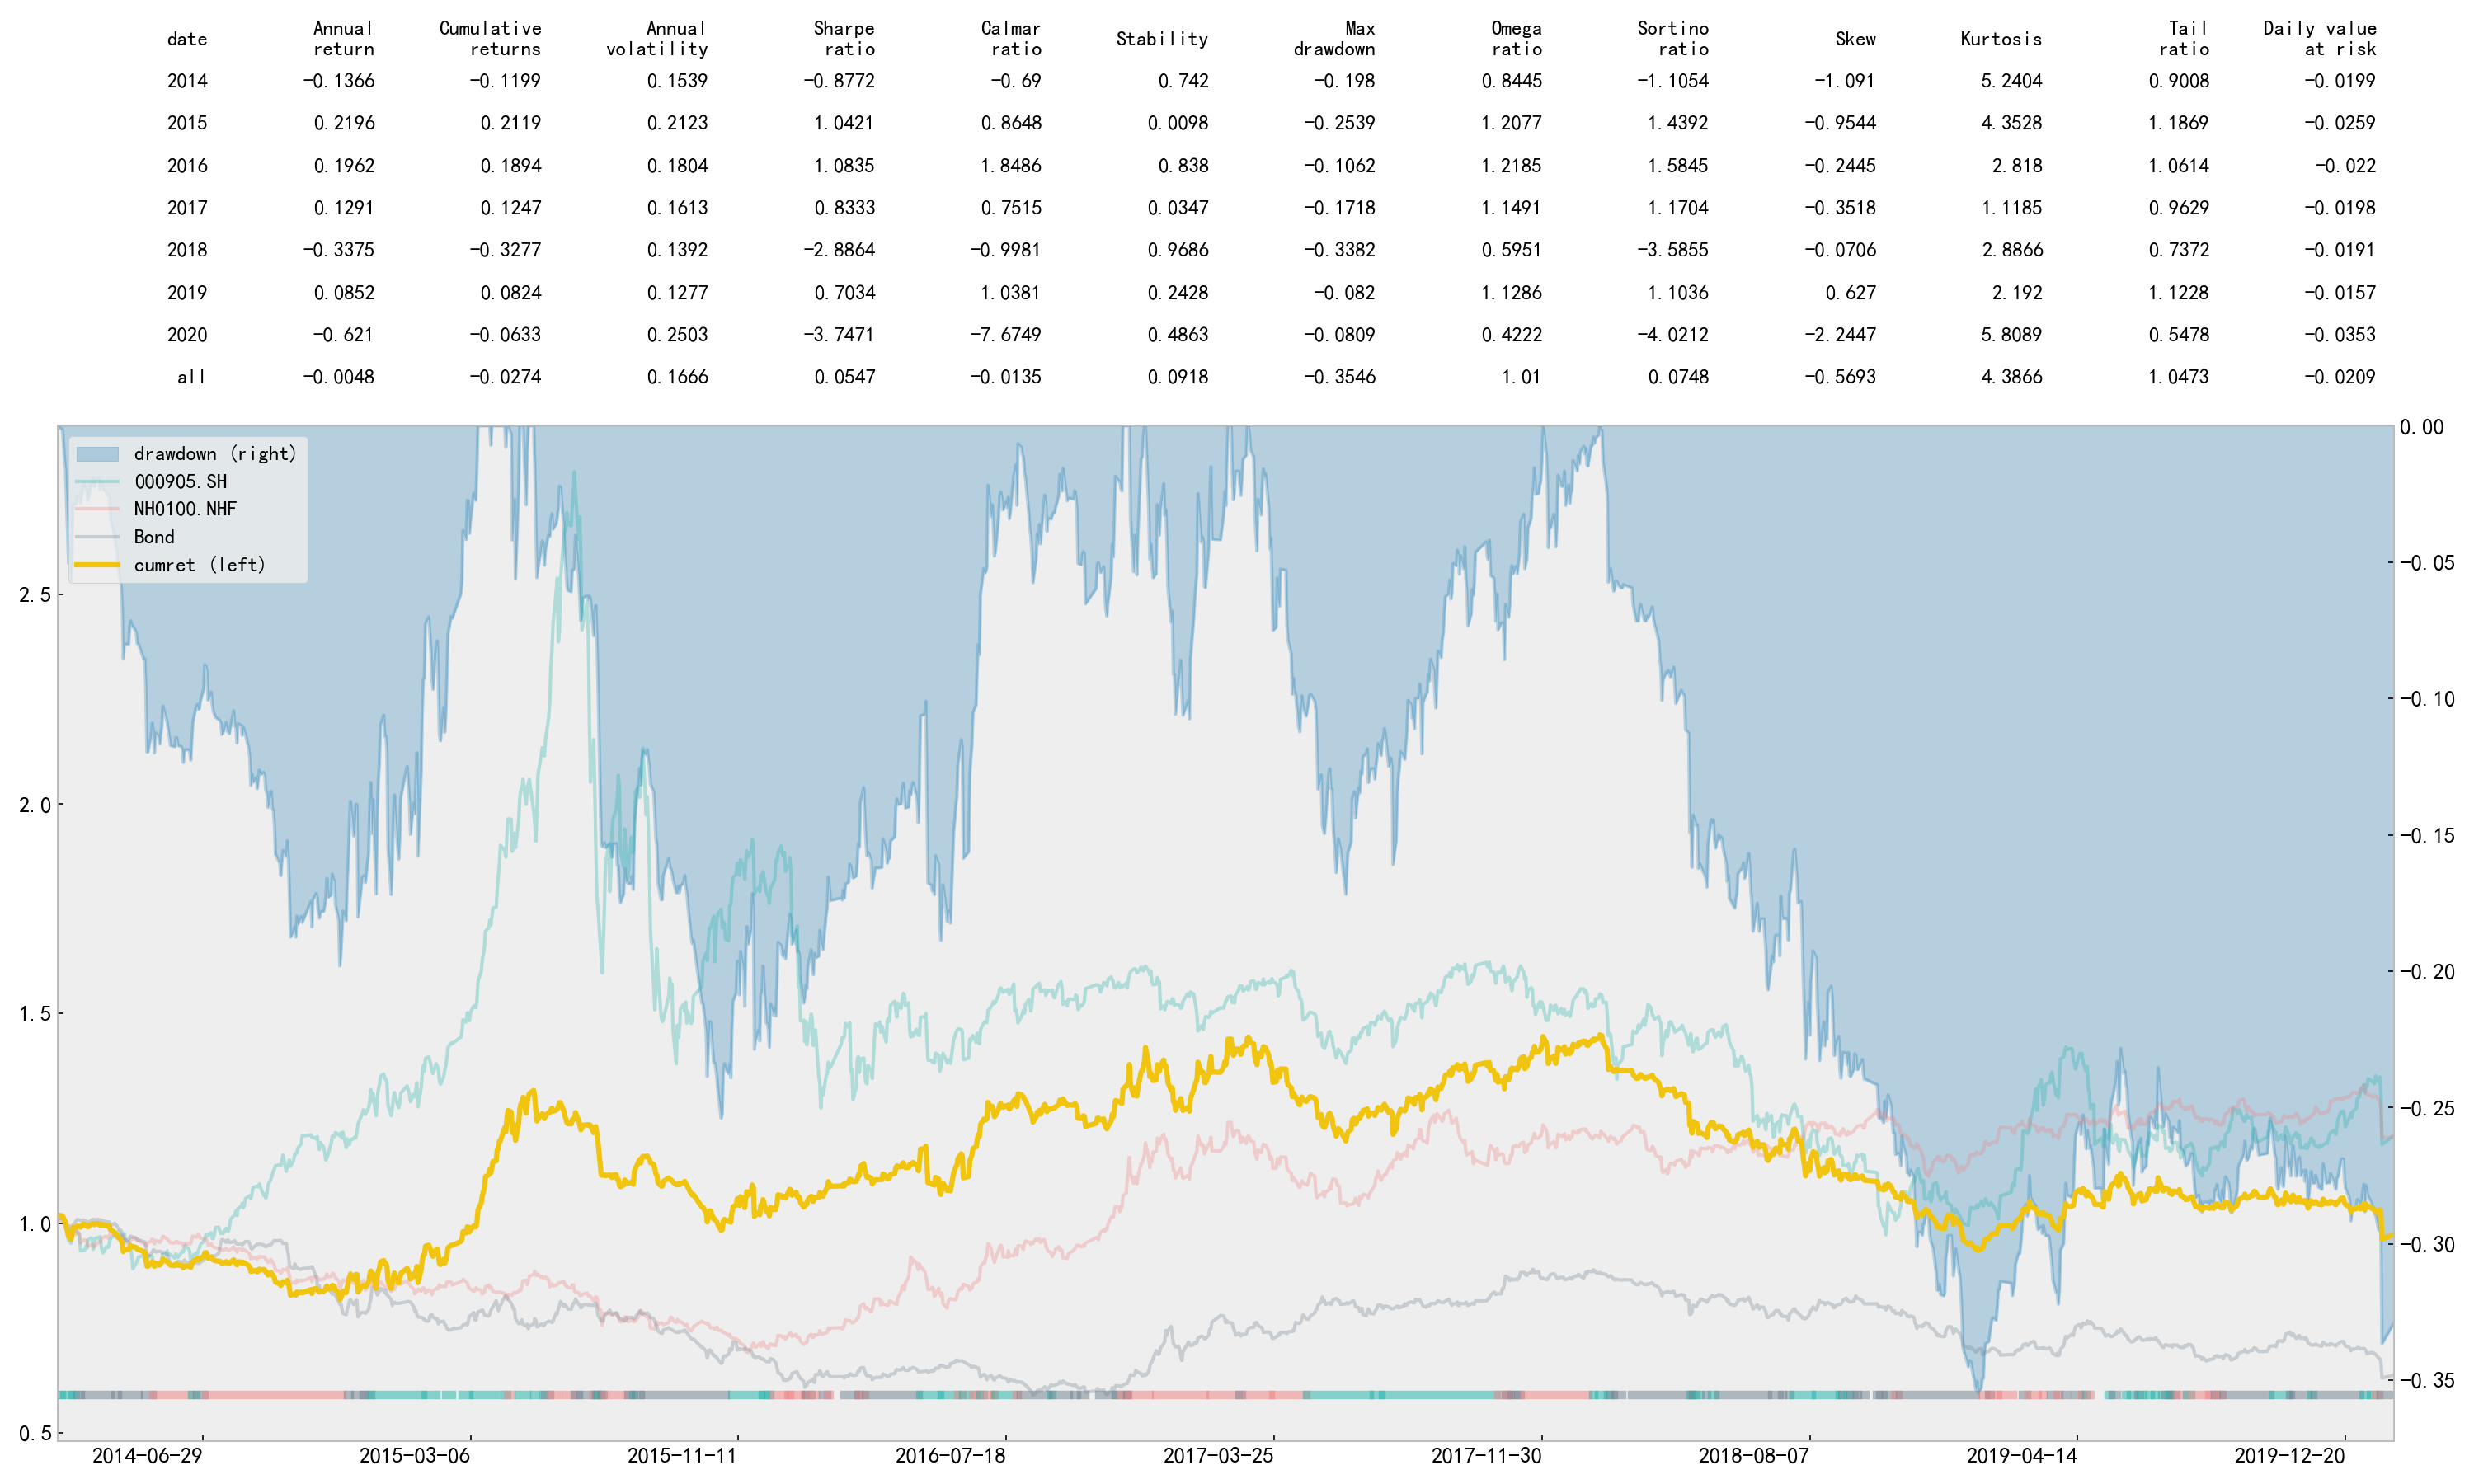 date Annual return Cumulative returns Annual volatility Sharpe ratio Calmar ratio Stability Max drawdown Omega ratio Sortino ratio Skew Kurtosis Tail ratio Daily value at risk
2014 −0.1366 −0.1199 0.1539 −0.8772 −0.69 0.742 −0.198 0.8445 −1.1054 −1.091 5.2404 0.9008 −0.0199
2015 0.2196 0.2119 0.2123 1.0421 0.8648 0.0098 −0.2539 1.2077 1.4392 −0.9544 4.3528 1.1869 −0.0259
2016 0.1962 0.1894 0.1804 1.0835 1.8486 0.838 −0.1062 1.2185 1.5845 −0.2445 2.818 1.0614 −0.022
2017 0.1291 0.1247 0.1613 0.8333 0.7515 0.0347 −0.1718 1.1491 1.1704 −0.3518 1.1185 0.9629 −0.0198
2018 −0.3375 −0.3277 0.1392 −2.8864 −0.9981 0.9686 −0.3382 0.5951 −3.5855 −0.0706 2.8866 0.7372 −0.0191
2019 0.0852 0.0824 0.1277 0.7034 1.0381 0.2428 −0.082 1.1286 1.1036 0.627 2.192 1.1228 −0.0157
2020 −0.621 −0.0633 0.2503 −3.7471 −7.6749 0.4863 −0.0809 0.4222 −4.0212 −2.2447 5.8089 0.5478 −0.0353
all −0.0048 −0.0274 0.1666 0.0547 −0.0135 0.0918 −0.3546 1.01 0.0748 −0.5693 4.3866 1.0473 −0.0209
drawdown (right)
000905.SH
NH0100.NHF
Bond
cumret (left)
2.5
2.0
1.5
1.0
0.5
0.00
−0.05
−0.10
−0.15
−0.20
−0.25
−0.30
−0.35
2014-06-29 2015-03-06 2015-11-11 2016-07-18 2017-03-25 2017-11-30 2018-08-07 2019-04-14 2019-12-20